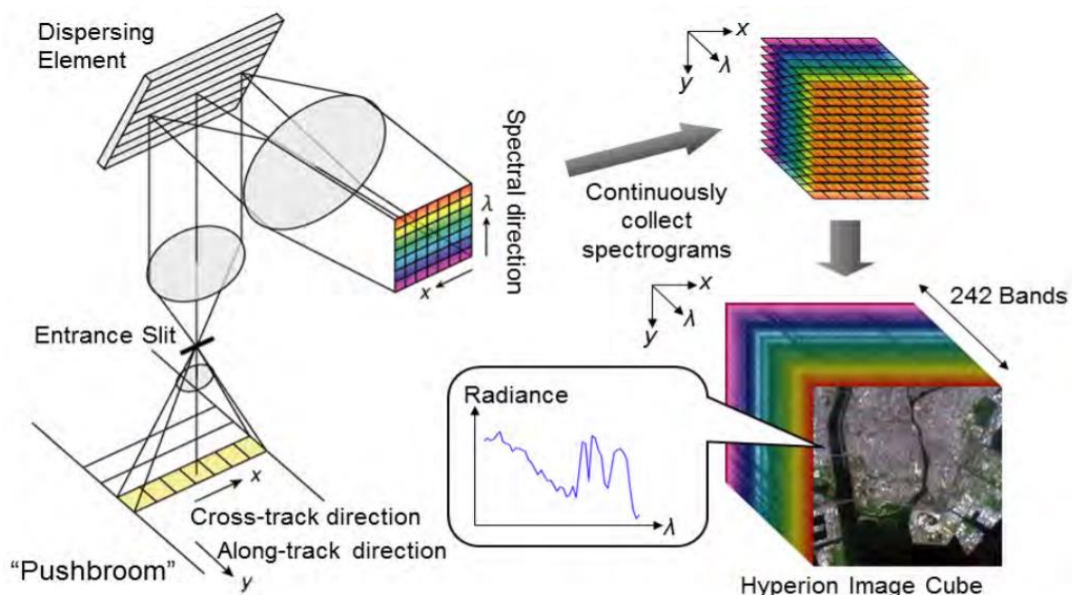 Dispersing
Element
Spectral direction
λ
x
Entrance Slit
x
Cross-track direction
Along-track direction
y
“Pushbroom”
x
λ
y
Continuously
collect
spectrograms
x
λ
y
242 Bands
Radiance
λ
Hyperion Image Cube